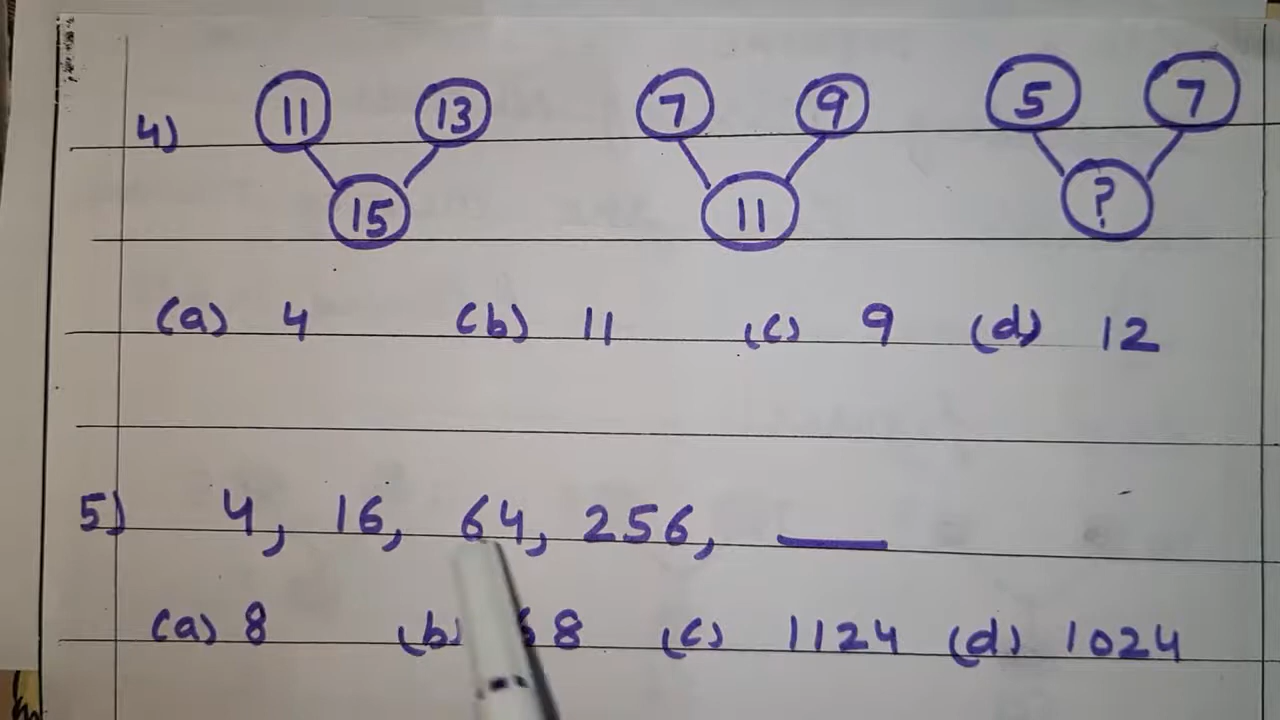 4) 11 13 7 9 5 7
15 11 ?
(a) 4 (b) 11 (c) 9 (d) 12
5) 4, 16, 64, 256, ___
(a) 8 (b) 8 (c) 1124 (d) 1024